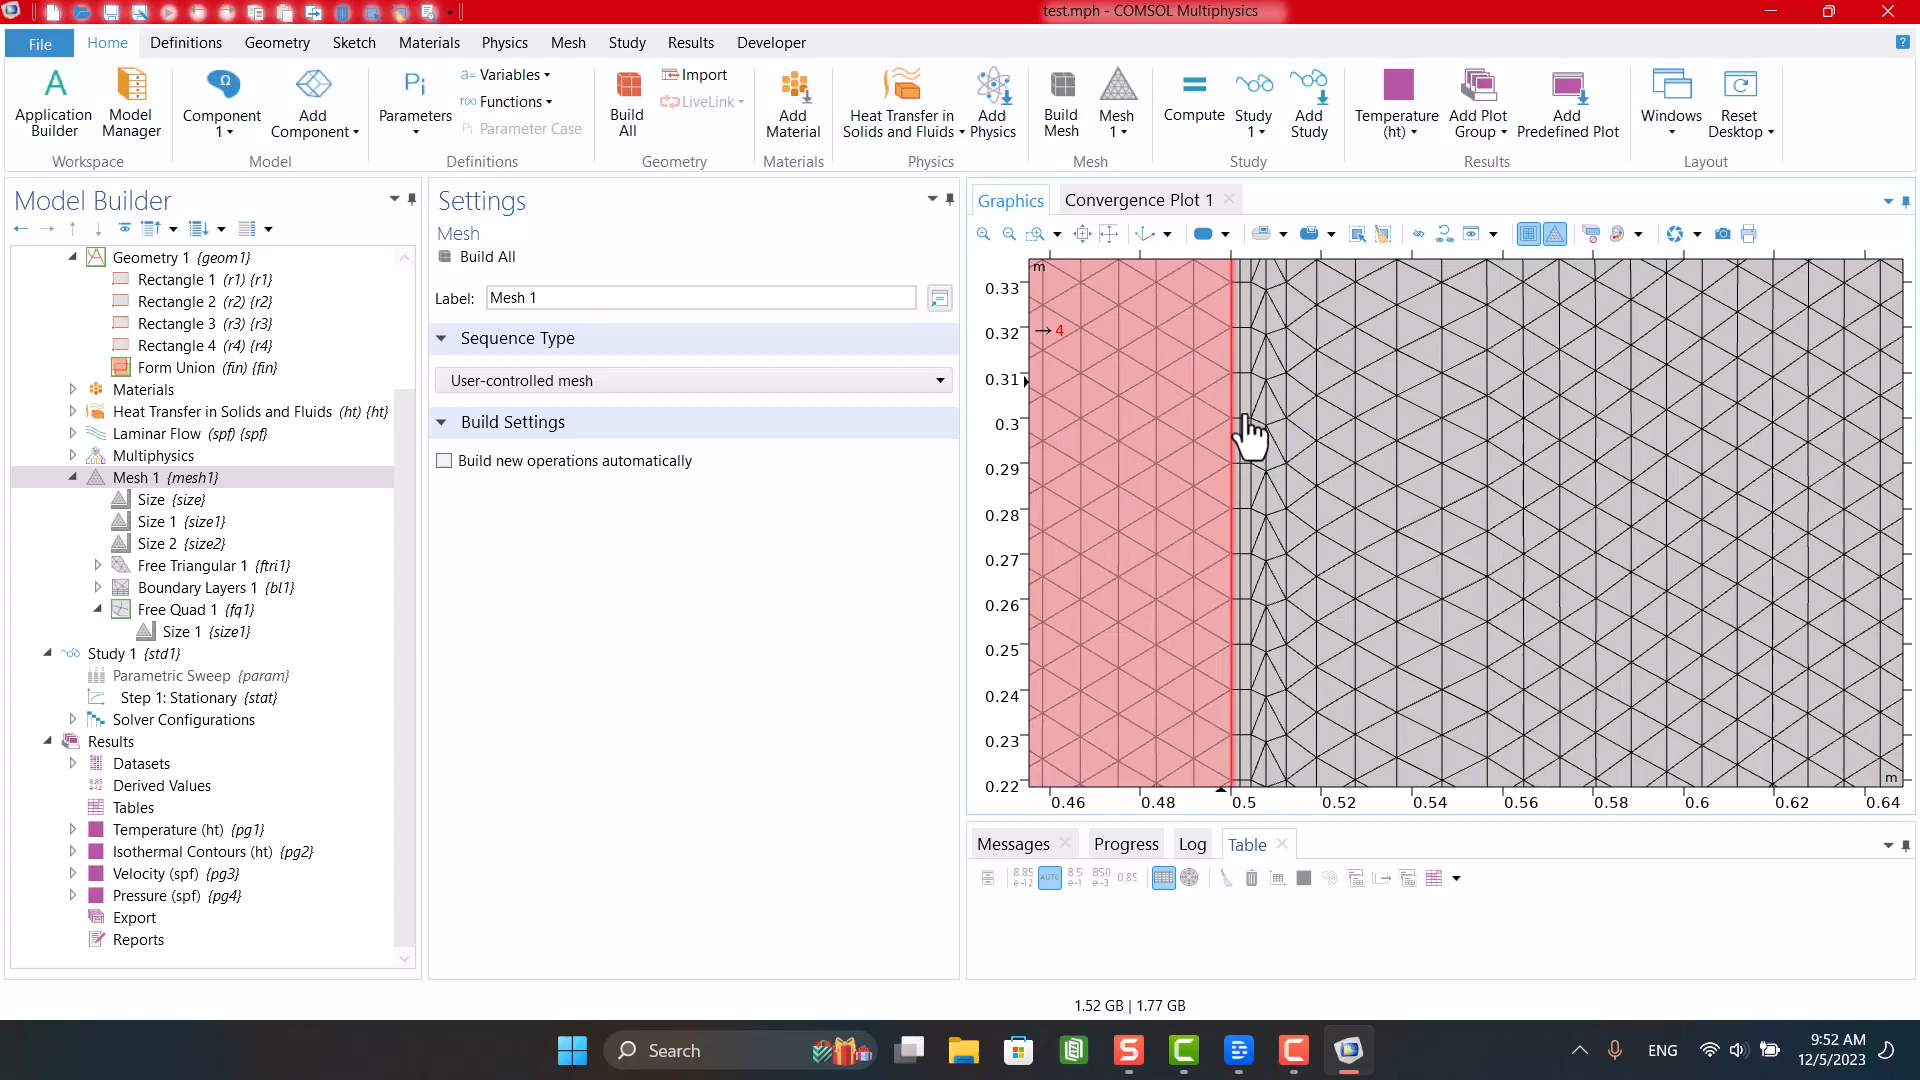 test.mph - COMSOL Multiphysics
File Home Definitions Geometry Sketch Materials Physics Mesh Study Results Developer
Application Builder
Model Manager
Workspace
Component 1
Add Component
Model
Pi
Parameters
a= Variables
f(x) Functions
Pi Parameter Case
Definitions
Build All
Import
LiveLink
Geometry
Add Material
Materials
Heat Transfer in Solids and Fluids
Add Physics
Physics
Build Mesh
Mesh 1
Mesh
Compute
Study 1
Add Study
Study
Temperature (ht)
Add Plot Group
Add Predefined Plot
Results
Windows
Reset Desktop
Layout
Model Builder
Geometry 1 {geom1}
Rectangle 1 (r1) {r1}
Rectangle 2 (r2) {r2}
Rectangle 3 (r3) {r3}
Rectangle 4 (r4) {r4}
Form Union (fin) {fin}
Materials
Heat Transfer in Solids and Fluids (ht) {ht}
Laminar Flow (spf) {spf}
Multiphysics
Mesh 1 {mesh1}
Size {size}
Size 1 {size1}
Size 2 {size2}
Free Triangular 1 {ftri1}
Boundary Layers 1 {bl1}
Free Quad 1 {fq1}
Size 1 {size1}
Study 1 {std1}
Parametric Sweep {param}
Step 1: Stationary {stat}
Solver Configurations
Results
Datasets
Derived Values
Tables
Temperature (ht) {pg1}
Isothermal Contours (ht) {pg2}
Velocity (spf) {pg3}
Pressure (spf) {pg4}
Export
Reports
Settings
Mesh
Build All
Label: Mesh 1
Sequence Type
User-controlled mesh
Build Settings
Build new operations automatically
Graphics Convergence Plot 1
m
→ 4
0.33
0.32
0.31
0.3
0.29
0.28
0.27
0.26
0.25
0.24
0.23
0.22
m
0.46 0.48 0.5 0.52 0.54 0.56 0.58 0.6 0.62 0.64
Messages Progress Log Table
8.85 e-12 AUTO 8.5 e-1 850 e-3 0.85
1.52 GB | 1.77 GB
Search
ENG
9:52 AM
12/5/2023